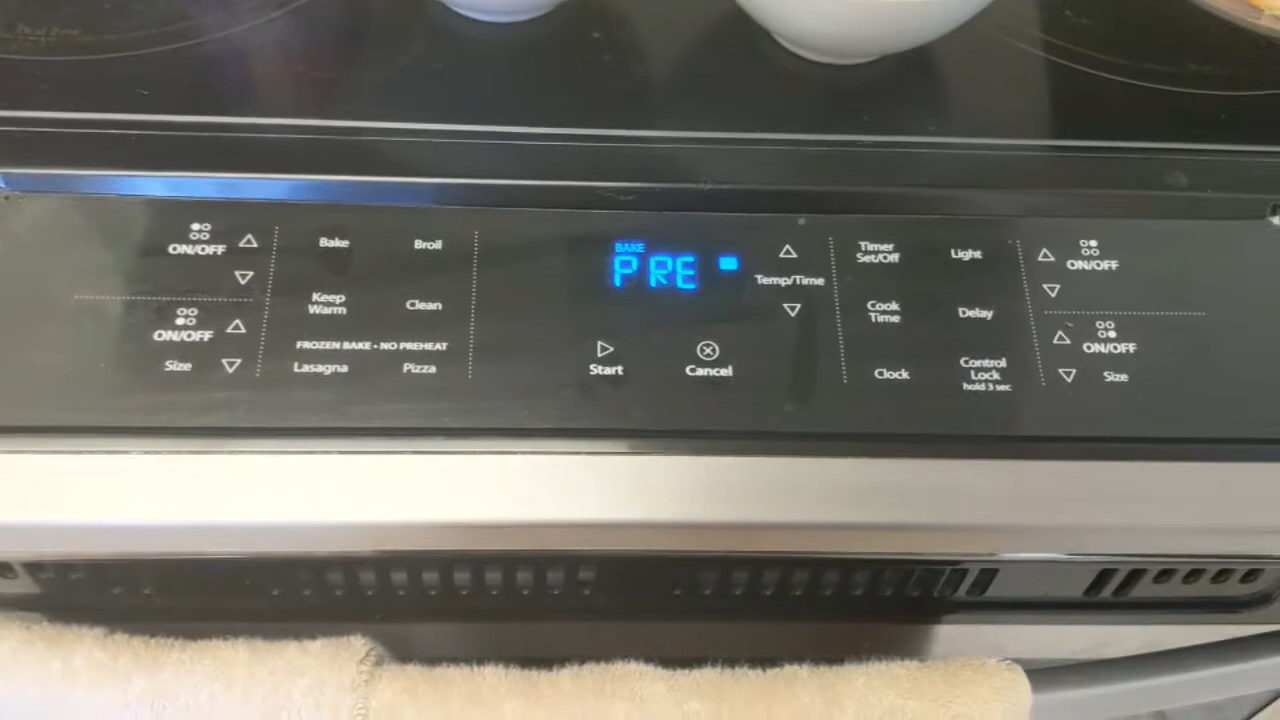 ON/OFF
ON/OFF
Size
Bake
Broil
Keep
Warm
Clean
FROZEN BAKE • NO PREHEAT
Lasagna
Pizza
BAKE
PRE
Temp/Time
Start
Cancel
Timer
Set/Off
Light
Cook
Time
Delay
Clock
Control
Lock
hold 3 sec
ON/OFF
ON/OFF
Size